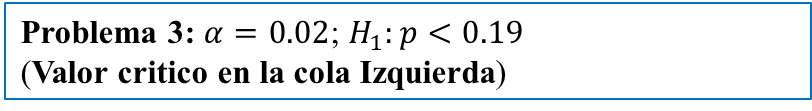 Problema 3: α = 0.02; H₁: p < 0.19
(Valor critico en la cola Izquierda)